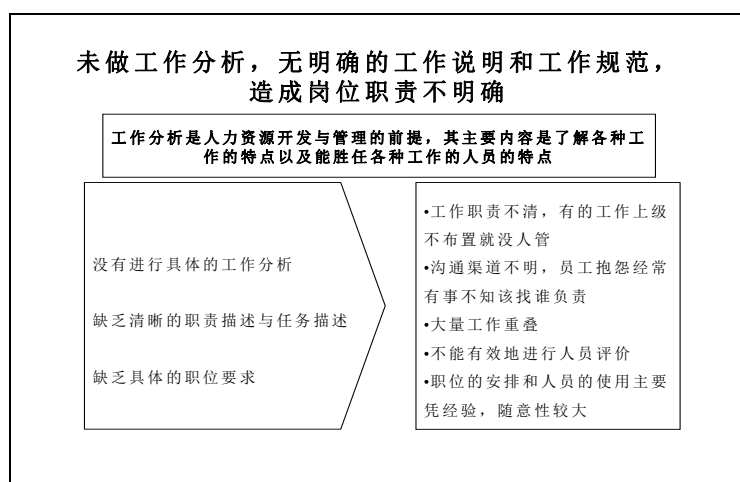 未做工作分析，无明确的工作说明和工作规范，
造成岗位职责不明确
工作分析是人力资源开发与管理的前提，其主要内容是了解各种工
作的特点以及能胜任各种工作的人员的特点
没有进行具体的工作分析
缺乏清晰的职责描述与任务描述
缺乏具体的职位要求
•工作职责不清，有的工作上级
不布置就没人管
•沟通渠道不明，员工抱怨经常
有事不知该找谁负责
•大量工作重叠
•不能有效地进行人员评价
•职位的安排和人员的使用主要
凭经验，随意性较大